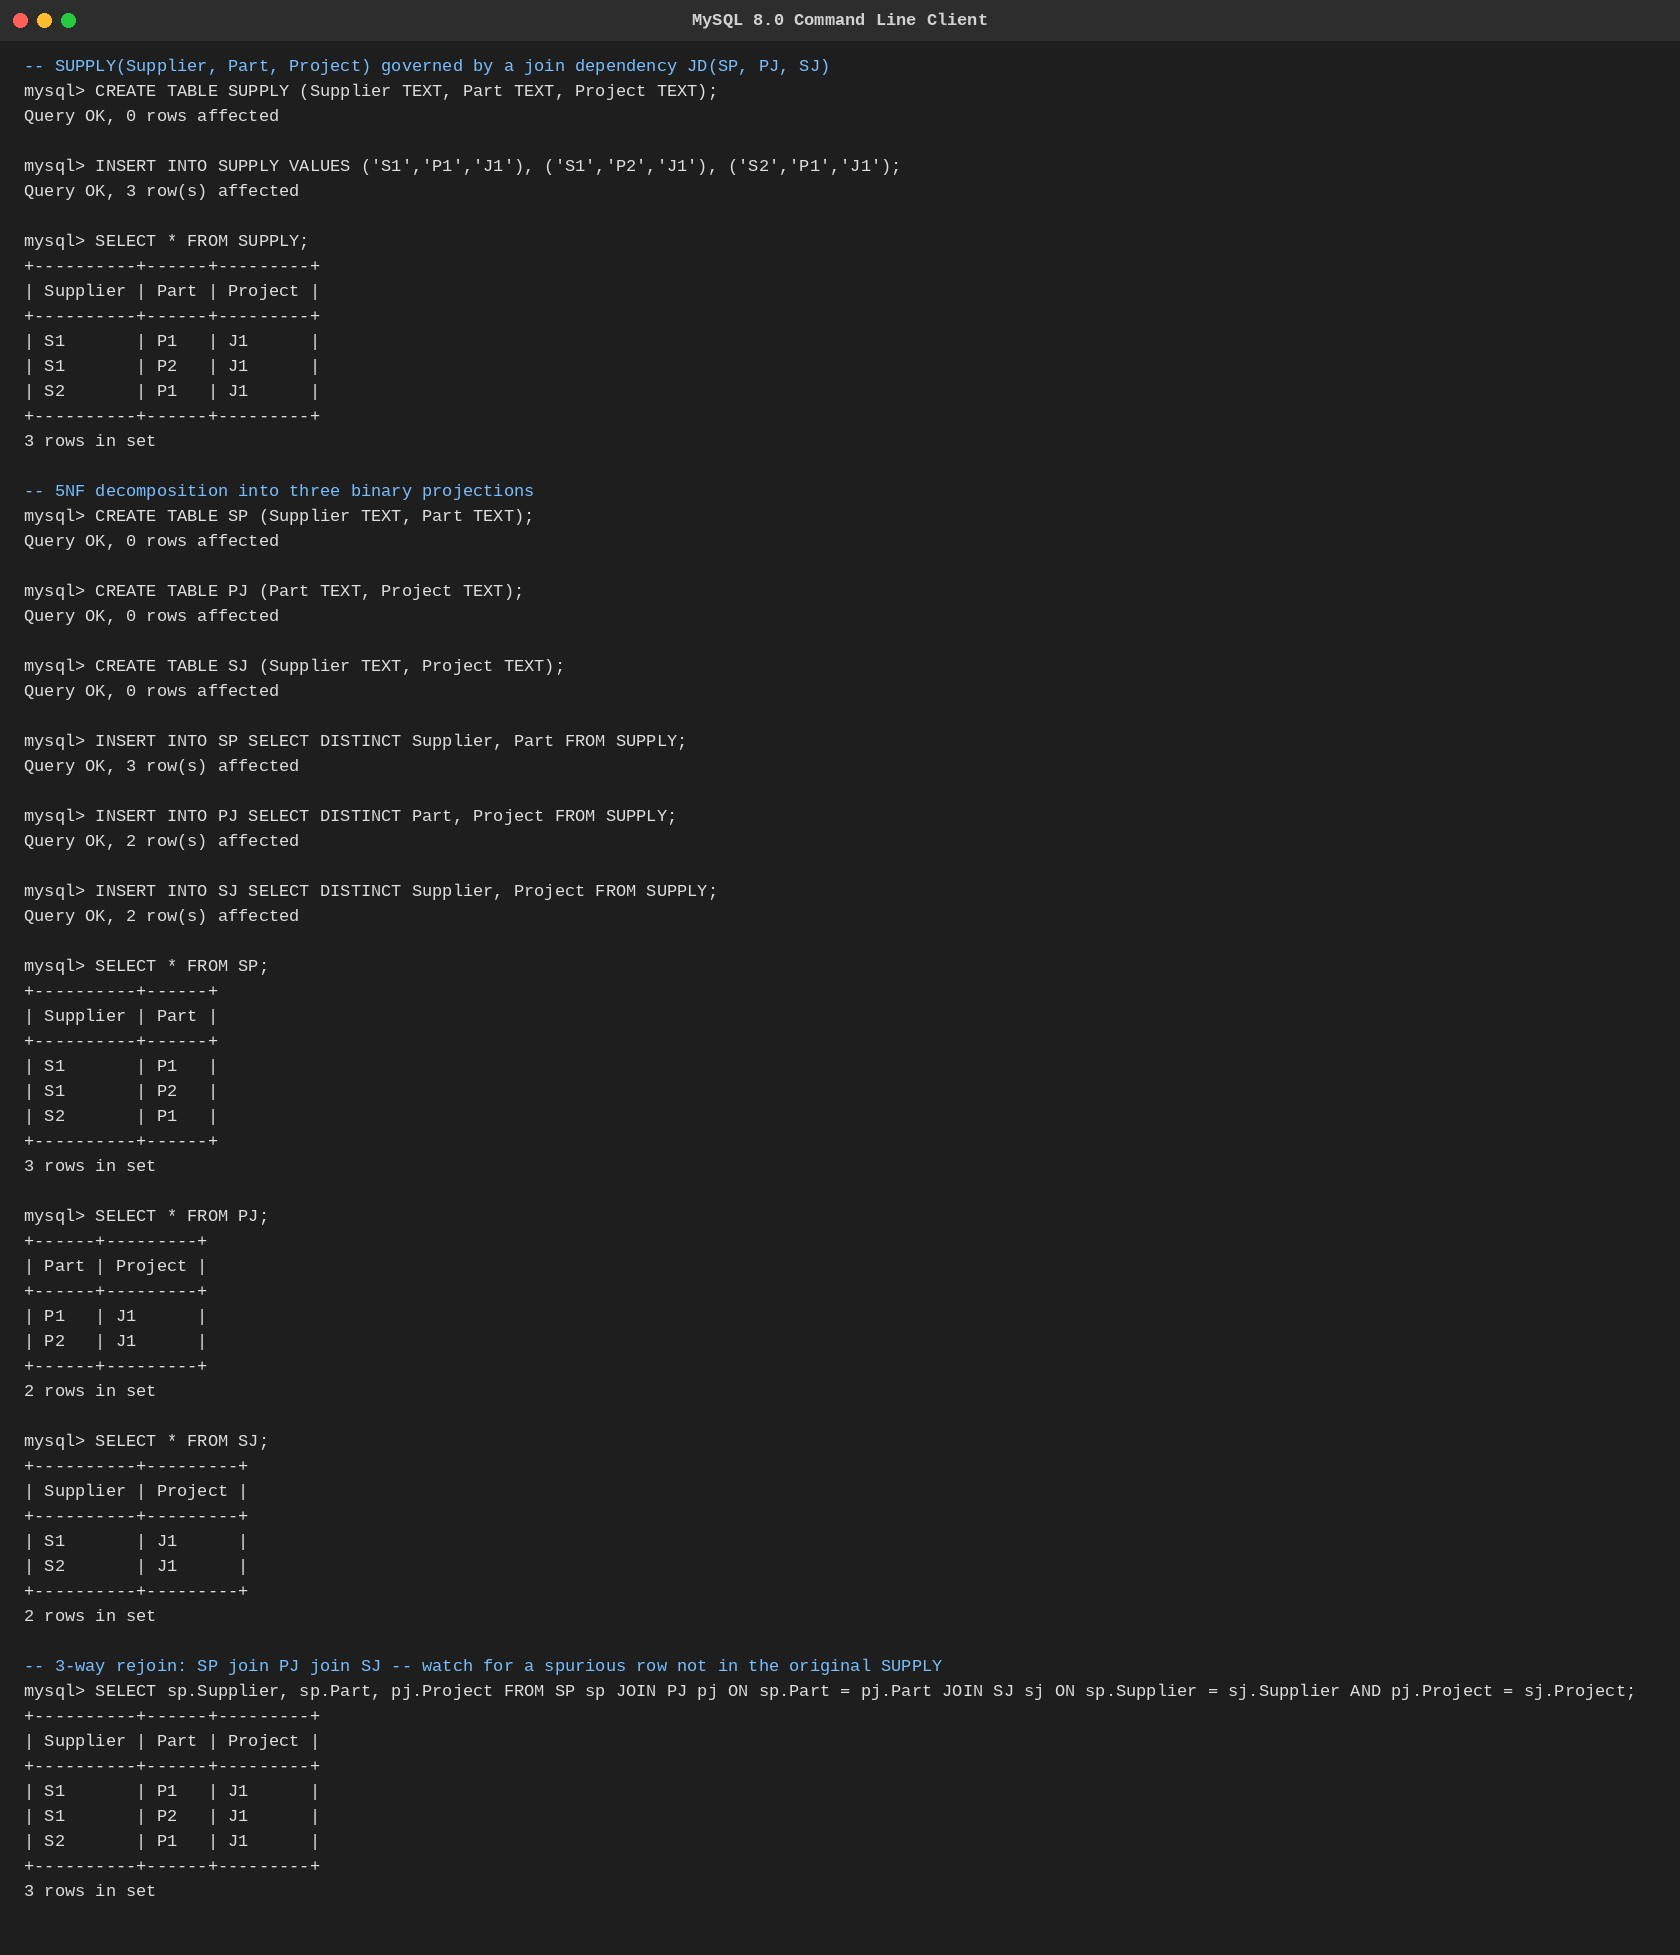 MySQL 8.0 Command Line Client
-- SUPPLY(Supplier, Part, Project) governed by a join dependency JD(SP, PJ, SJ)
mysql> CREATE TABLE SUPPLY (Supplier TEXT, Part TEXT, Project TEXT);
Query OK, 0 rows affected
mysql> INSERT INTO SUPPLY VALUES ('S1','P1','J1'), ('S1','P2','J1'), ('S2','P1','J1');
Query OK, 3 row(s) affected
mysql> SELECT * FROM SUPPLY;
+----------+------+---------+
| Supplier | Part | Project |
+----------+------+---------+
| S1       | P1   | J1      |
| S1       | P2   | J1      |
| S2       | P1   | J1      |
+----------+------+---------+
3 rows in set
-- 5NF decomposition into three binary projections
mysql> CREATE TABLE SP (Supplier TEXT, Part TEXT);
Query OK, 0 rows affected
mysql> CREATE TABLE PJ (Part TEXT, Project TEXT);
Query OK, 0 rows affected
mysql> CREATE TABLE SJ (Supplier TEXT, Project TEXT);
Query OK, 0 rows affected
mysql> INSERT INTO SP SELECT DISTINCT Supplier, Part FROM SUPPLY;
Query OK, 3 row(s) affected
mysql> INSERT INTO PJ SELECT DISTINCT Part, Project FROM SUPPLY;
Query OK, 2 row(s) affected
mysql> INSERT INTO SJ SELECT DISTINCT Supplier, Project FROM SUPPLY;
Query OK, 2 row(s) affected
mysql> SELECT * FROM SP;
+----------+------+
| Supplier | Part |
+----------+------+
| S1       | P1   |
| S1       | P2   |
| S2       | P1   |
+----------+------+
3 rows in set
mysql> SELECT * FROM PJ;
+------+---------+
| Part | Project |
+------+---------+
| P1   | J1      |
| P2   | J1      |
+------+---------+
2 rows in set
mysql> SELECT * FROM SJ;
+----------+---------+
| Supplier | Project |
+----------+---------+
| S1       | J1      |
| S2       | J1      |
+----------+---------+
2 rows in set
-- 3-way rejoin: SP join PJ join SJ -- watch for a spurious row not in the original SUPPLY
mysql> SELECT sp.Supplier, sp.Part, pj.Project FROM SP sp JOIN PJ pj ON sp.Part = pj.Part JOIN SJ sj ON sp.Supplier = sj.Supplier AND pj.Project = sj.Project;
+----------+------+---------+
| Supplier | Part | Project |
+----------+------+---------+
| S1       | P1   | J1      |
| S1       | P2   | J1      |
| S2       | P1   | J1      |
+----------+------+---------+
3 rows in set